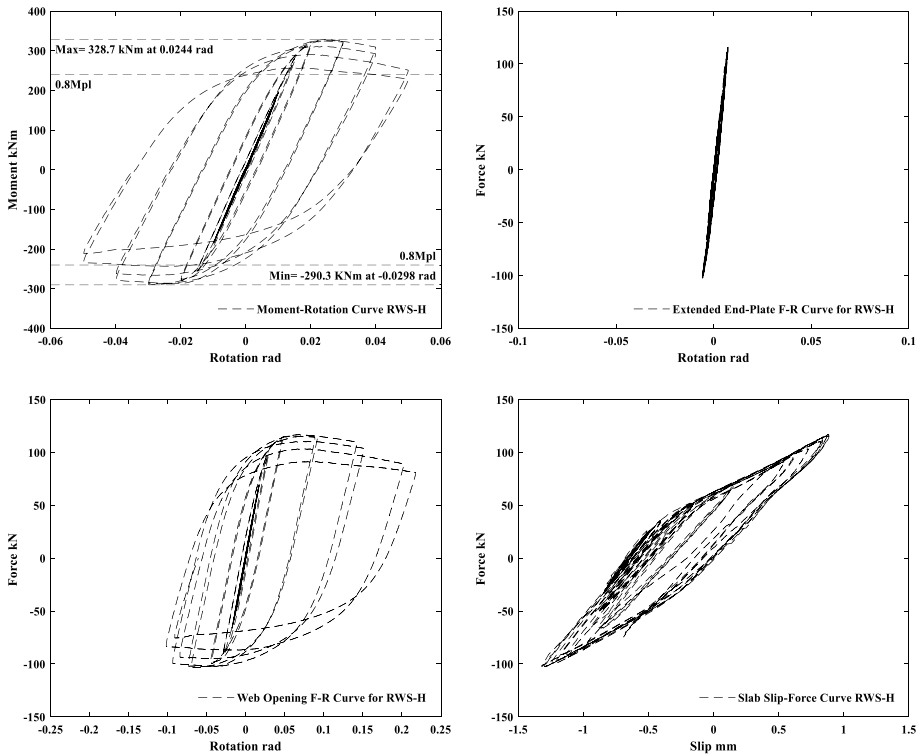 400
300
200
100
0
-100
-200
-300
-400
Moment kNm
Max= 328.7 kNm at 0.0244 rad
0.8Mpl
0.8Mpl
Min= -290.3 KNm at -0.0298 rad
Moment-Rotation Curve RWS-H
-0.06 -0.04 -0.02 0 0.02 0.04 0.06
Rotation rad
150
100
50
0
-50
-100
-150
Force kN
Extended End-Plate F-R Curve for RWS-H
-0.1 -0.05 0 0.05 0.1
Rotation rad
150
100
50
0
-50
-100
-150
Force kN
Web Opening F-R Curve for RWS-H
-0.25 -0.2 -0.15 -0.1 -0.05 0 0.05 0.1 0.15 0.2 0.25
Rotation rad
150
100
50
0
-50
-100
-150
Force kN
Slab Slip-Force Curve RWS-H
-1.5 -1 -0.5 0 0.5 1 1.5
Slip mm